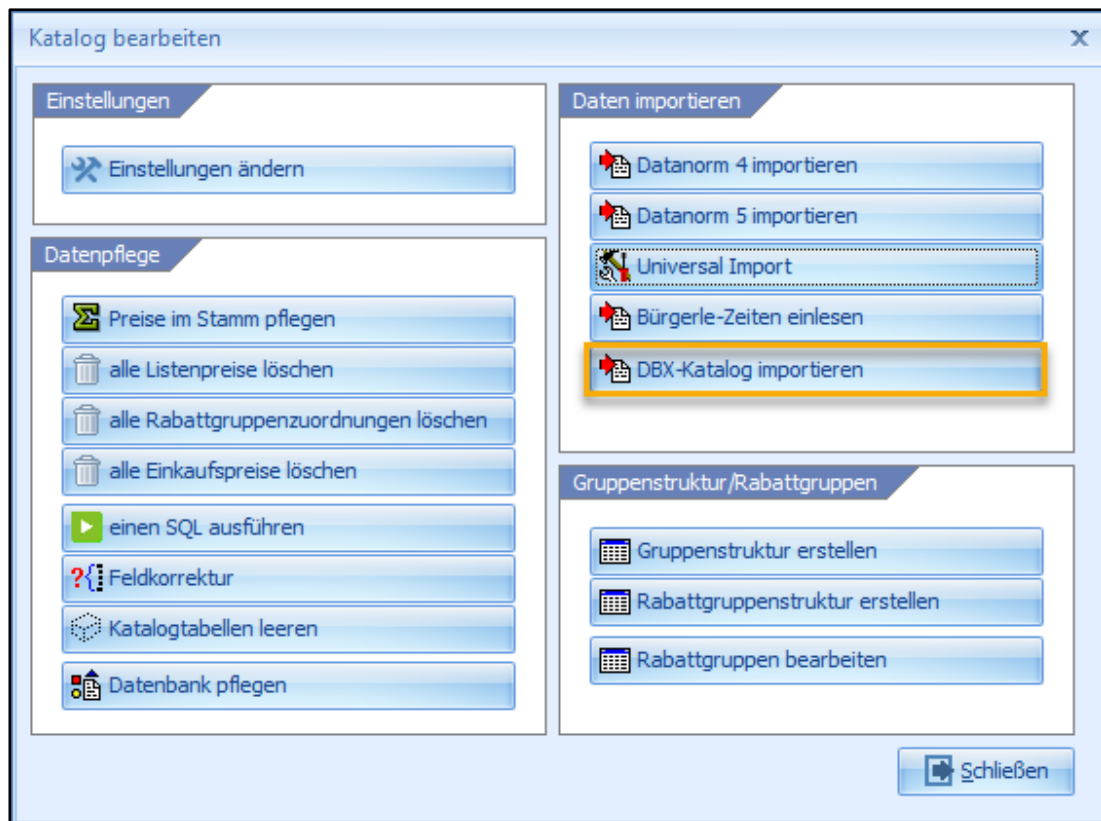 Katalog bearbeiten
Einstellungen
Einstellungen ändern
Datenpflege
Preise im Stamm pflegen
alle Listenpreise löschen
alle Rabattgruppenzuordnungen löschen
alle Einkaufspreise löschen
einen SQL ausführen
Feldkorrektur
Katalogtabellen leeren
Datenbank pflegen
Daten importieren
Datanorm 4 importieren
Datanorm 5 importieren
Universal Import
Bürgerle-Zeiten einlesen
DBX-Katalog importieren
Gruppenstruktur/Rabattgruppen
Gruppenstruktur erstellen
Rabattgruppenstruktur erstellen
Rabattgruppen bearbeiten
Schließen